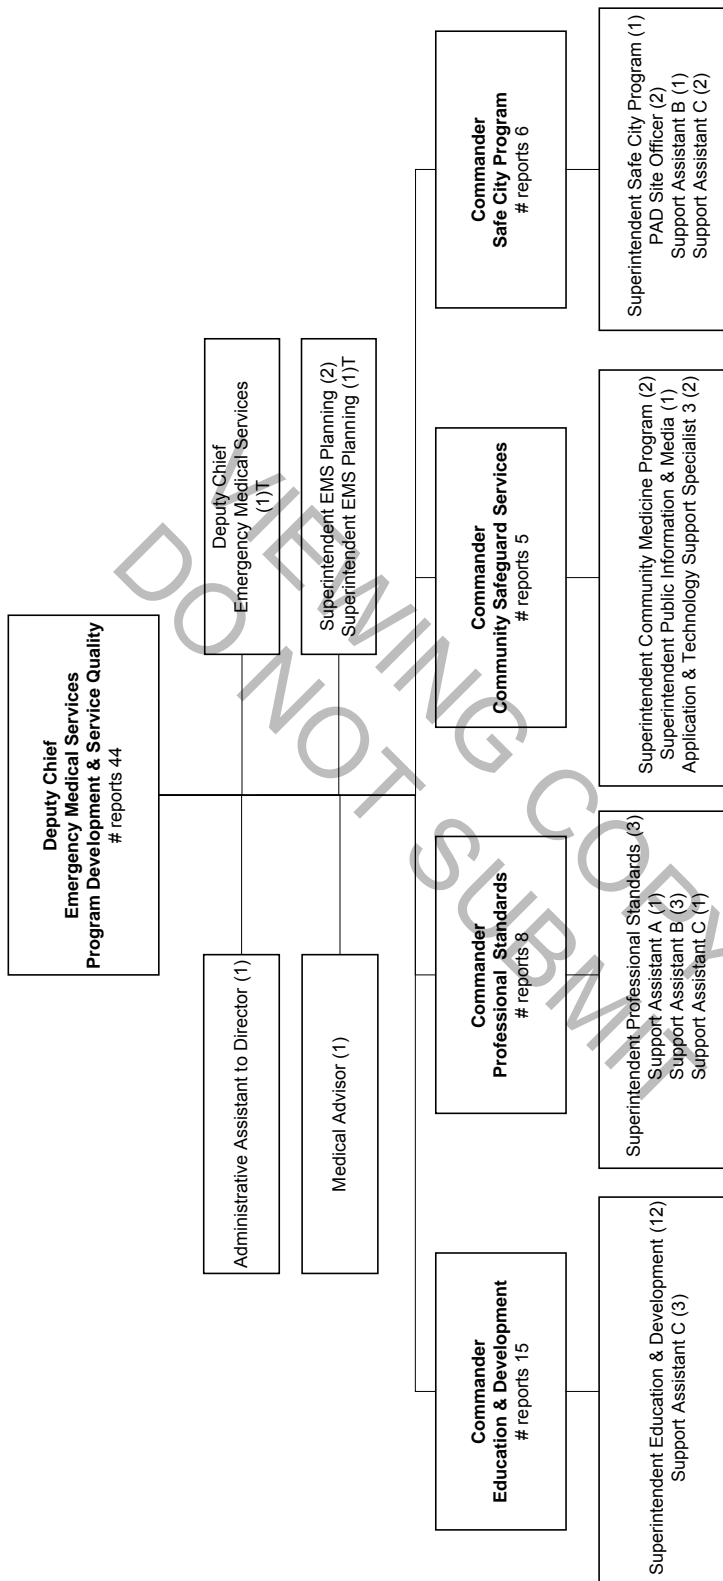 Deputy Chief
Emergency Medical Services
Program Development & Service Quality
# reports 44
Administrative Assistant to Director (1)
Deputy Chief
Emergency Medical Services
(1)T
Medical Advisor (1)
Superintendent EMS Planning (2)
Superintendent EMS Planning (1)T
Commander
Education & Development
# reports 15
Commander
Professional Standards
# reports 8
Commander
Community Safeguard Services
# reports 5
Commander
Safe City Program
# reports 6
Superintendent Education & Development (12)
Support Assistant C (3)
Superintendent Professional Standards (3)
Support Assistant A (1)
Support Assistant B (3)
Support Assistant C (1)
Superintendent Community Medicine Program (2)
Superintendent Public Information & Media (1)
Application & Technology Support Specialist 3 (2)
Superintendent Safe City Program (1)
PAD Site Officer (2)
Support Assistant B (1)
Support Assistant C (2)
VIEWING COPY
DO NOT SUBMIT